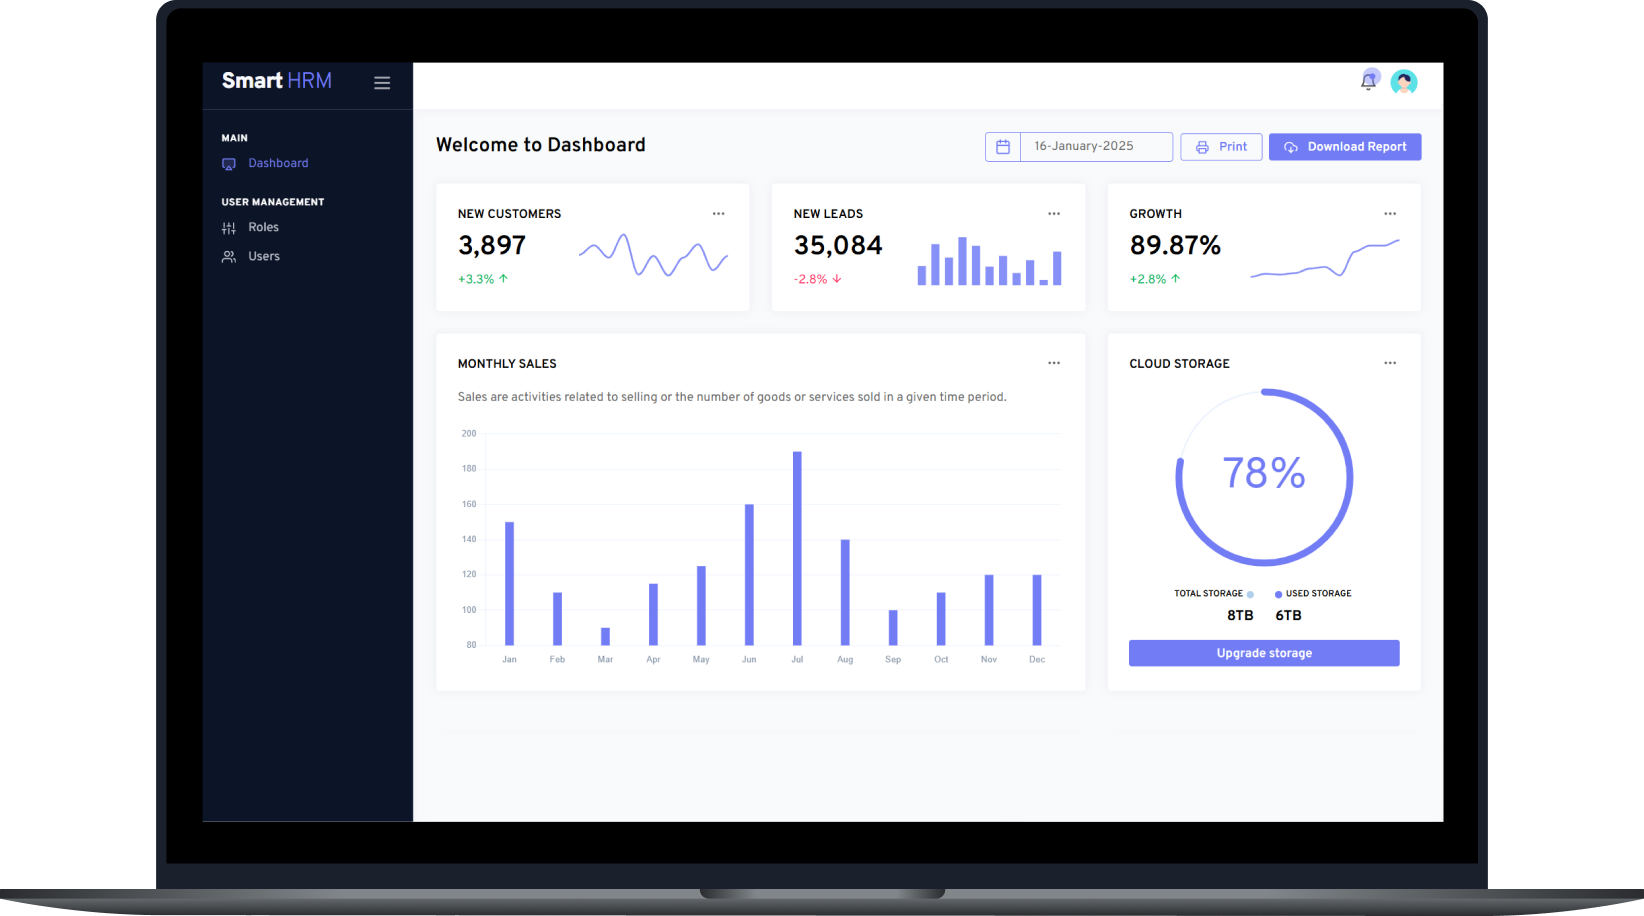 Smart HRM
MAIN
Dashboard
USER MANAGEMENT
Roles
Users
Welcome to Dashboard
16-January-2025
Print
Download Report
NEW CUSTOMERS
3,897
+3.3%
NEW LEADS
35,084
-2.8%
GROWTH
89.87%
+2.8%
MONTHLY SALES
Sales are activities related to selling or the number of goods or services sold in a given time period.
200
180
160
140
120
100
80
Jan Feb Mar Apr May Jun Jul Aug Sep Oct Nov Dec
CLOUD STORAGE
78%
TOTAL STORAGE
8TB
USED STORAGE
6TB
Upgrade storage